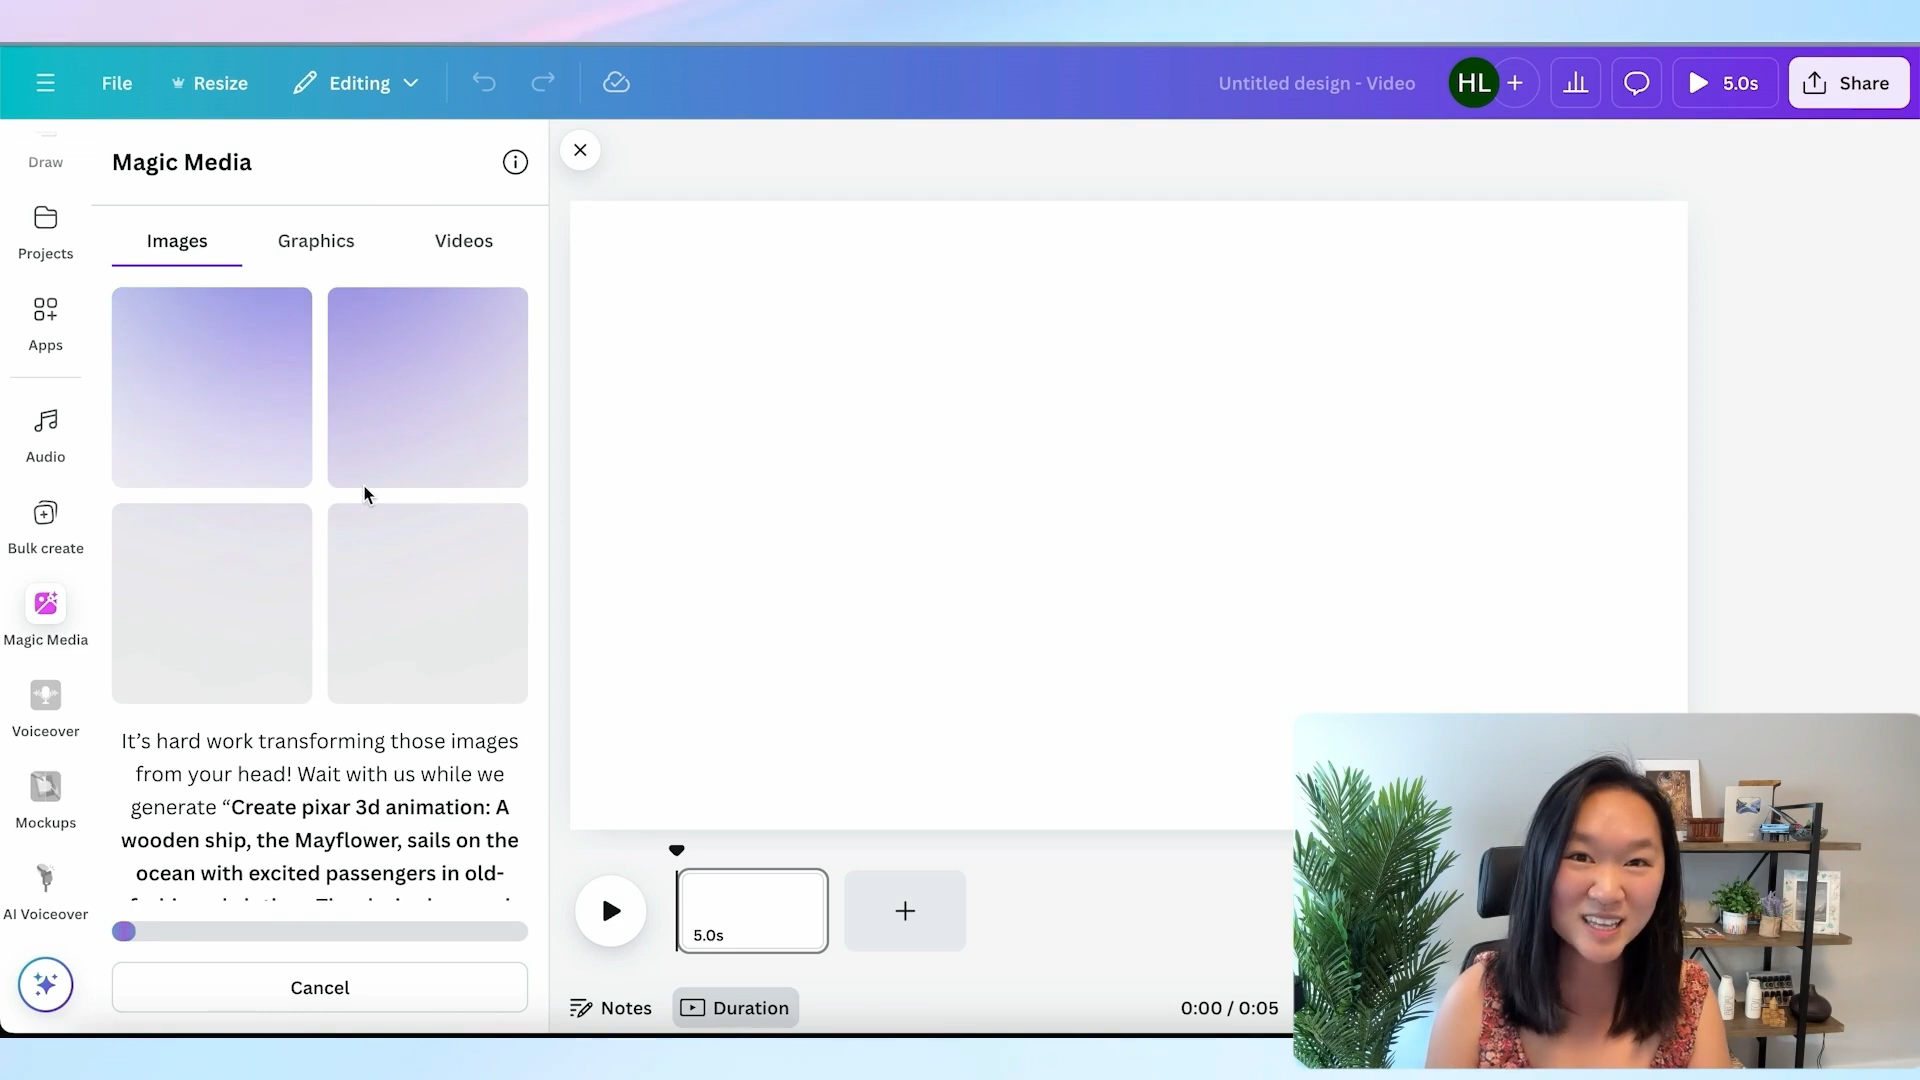 File
Resize
Editing
Untitled design - Video
HL
5.0s
Share
Draw
Projects
Apps
Audio
Bulk create
Magic Media
Voiceover
Mockups
AI Voiceover
Magic Media
Images
Graphics
Videos
It’s hard work transforming those images
from your head! Wait with us while we
generate “Create pixar 3d animation: A
wooden ship, the Mayflower, sails on the
ocean with excited passengers in old-
Cancel
5.0s
Notes
Duration
0:00 / 0:05